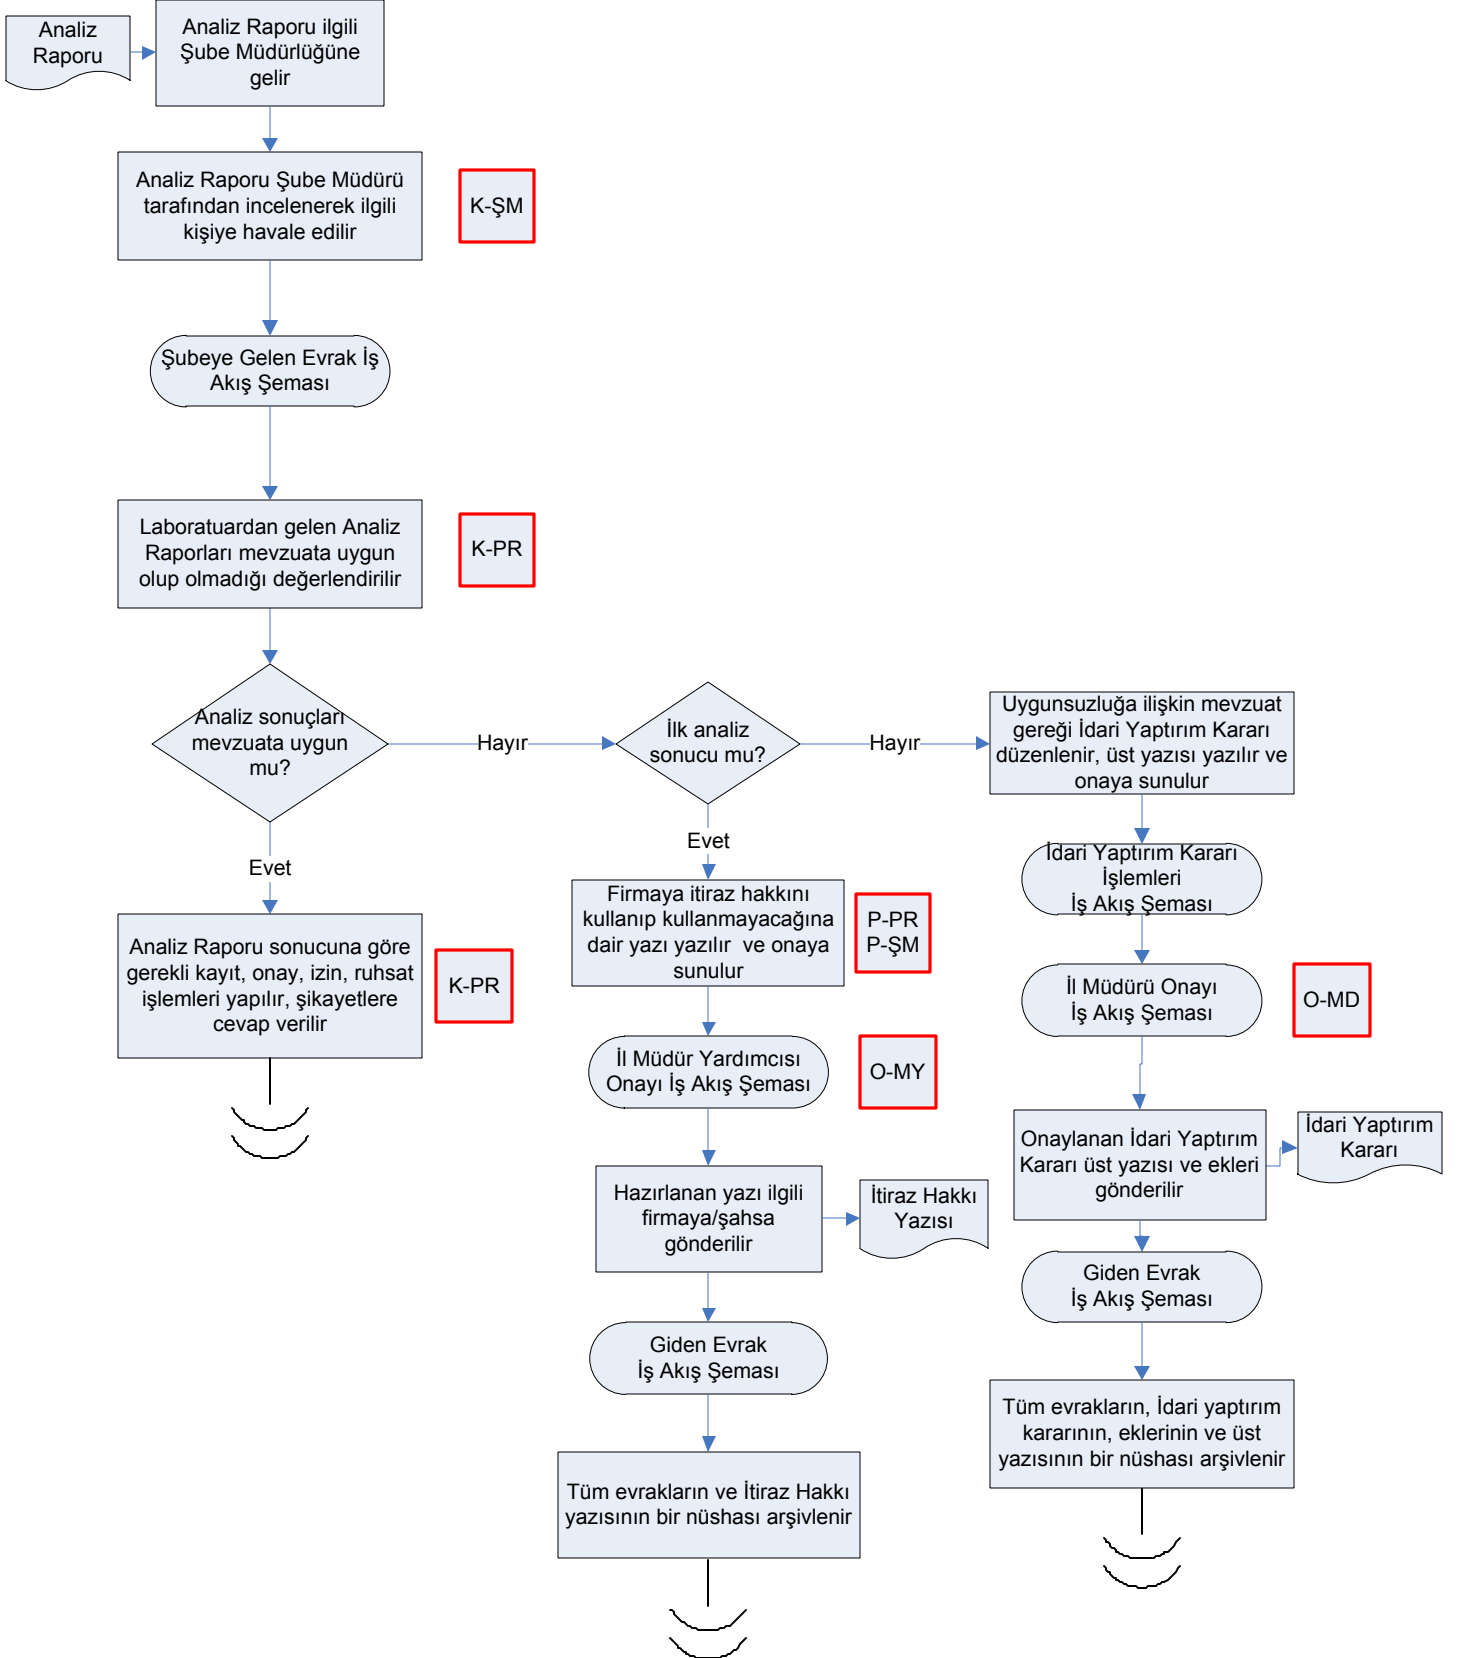 Analiz
Raporu
Analiz Raporu ilgili
Şube Müdürlüğüne
gelir
Analiz Raporu Şube Müdürü
tarafından incelenerek ilgili
kişiye havale edilir
K-ŞM
Şubeye Gelen Evrak İş
Akış Şeması
Laboratuardan gelen Analiz
Raporları mevzuata uygun
olup olmadığı değerlendirilir
K-PR
Analiz sonuçları
mevzuata uygun
mu?
Hayır
Evet
Analiz Raporu sonucuna göre
gerekli kayıt, onay, izin, ruhsat
işlemleri yapılır, şikayetlere
cevap verilir
K-PR
İlk analiz
sonucu mu?
Hayır
Evet
Firmaya itiraz hakkını
kullanıp kullanmayacağına
dair yazı yazılır ve onaya
sunulur
P-PR
P-ŞM
İl Müdür Yardımcısı
Onayı İş Akış Şeması
O-MY
Hazırlanan yazı ilgili
firmaya/şahsa
gönderilir
İtiraz Hakkı
Yazısı
Giden Evrak
İş Akış Şeması
Tüm evrakların ve İtiraz Hakkı
yazısının bir nüshası arşivlenir
Uygunsuzluğa ilişkin mevzuat
gereği İdari Yaptırım Kararı
düzenlenir, üst yazısı yazılır ve
onaya sunulur
İdari Yaptırım Kararı
İşlemleri
İş Akış Şeması
İl Müdürü Onayı
İş Akış Şeması
O-MD
Onaylanan İdari Yaptırım
Kararı üst yazısı ve ekleri
gönderilir
İdari Yaptırım
Kararı
Giden Evrak
İş Akış Şeması
Tüm evrakların, İdari yaptırım
kararının, eklerinin ve üst
yazısının bir nüshası arşivlenir